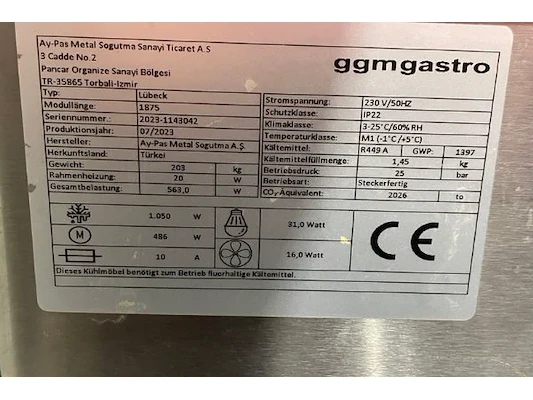 Ay-Pas Metal Sogutma Sanayi Ticaret A.S
3 Cadde No.2
Pancar Organize Sanayi Bölgesi
TR-35865 Torbali-Izmir
ggmgastro
Typ: Lübeck
Modullänge: 1875
Seriennummer.: 2023-1143042
Produktionsjahr: 07/2023
Hersteller: Ay-Pas Metal Sogutma A.Ş.
Herkunftsland: Türkei
Gewicht: 203 kg
Rahmenheizung: 20 W
Gesamtbelastung: 563,0 W
Stromspannung: 230 V/50HZ
Schutzklasse: IP22
Klimaklasse: 3-25°C/60% RH
Temperaturklasse: M1 (-1°C /+5°C)
Kältemittel: R449 A GWP: 1397
Kältemittelfüllmenge: 1,45 kg
Betriebsdruck: 25 bar
Betriebsart: Steckerfertig
CO₂ Äquivalent: 2026 to
1.050 W 31,0 Watt
M 486 W
10 A 16,0 Watt
CE
Dieses Kühlmöbel benötigt zum Betrieb fluorhaltige Kältemittel.